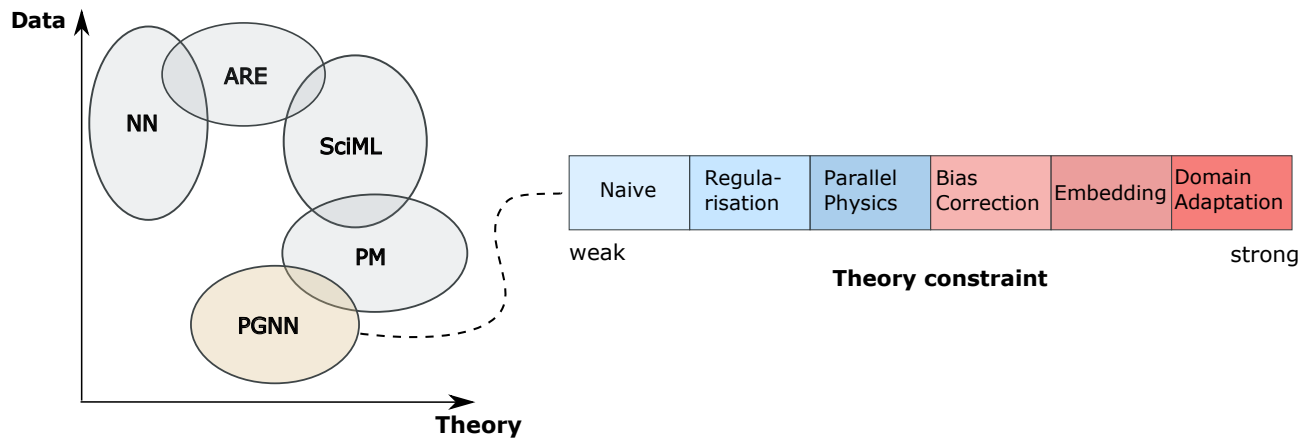 Data
ARE
NN
SciML
PM
PGNN
Theory
Naive
Regula-
risation
Parallel
Physics
Bias
Correction
Embedding
Domain
Adaptation
weak
strong
Theory constraint